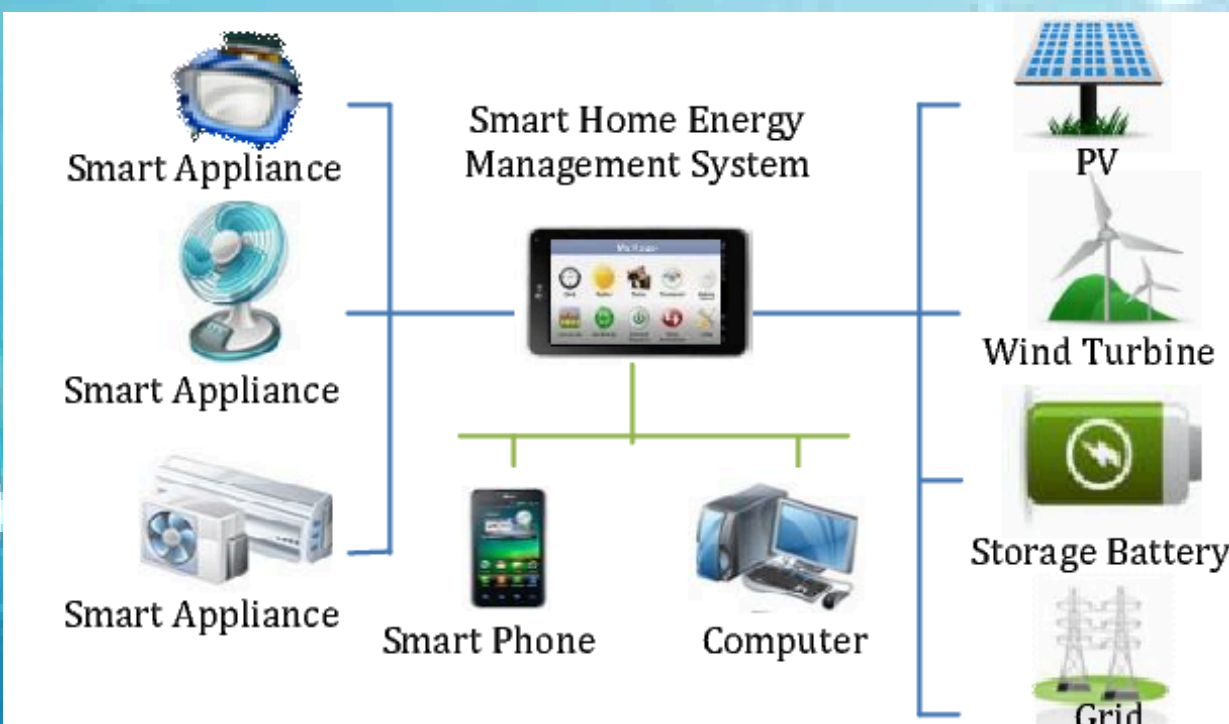 Smart Home Energy
Management System
Smart Appliance
Smart Appliance
Smart Appliance
Smart Phone
Computer
PV
Wind Turbine
Storage Battery
Grid